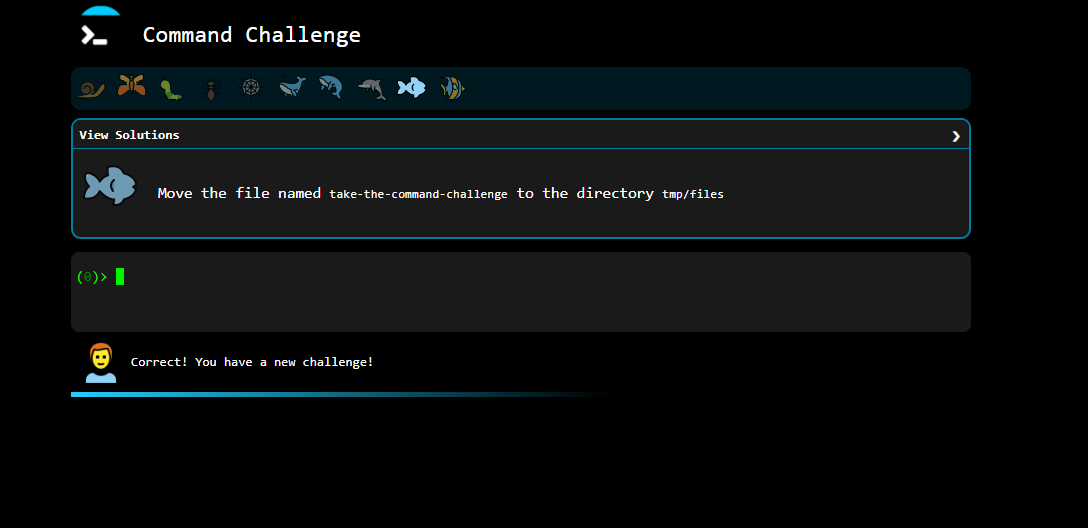 Command Challenge
View Solutions
Move the file named take-the-command-challenge to the directory tmp/files
(0)>
Correct! You have a new challenge!